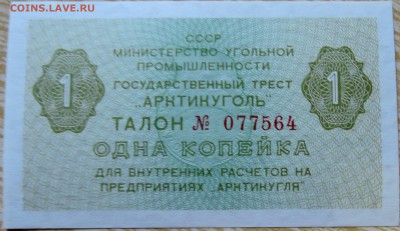 COINS.LAVE.RU
СССР
МИНИСТЕРСТВО УГОЛЬНОЙ
ПРОМЫШЛЕННОСТИ
ГОСУДАРСТВЕННЫЙ ТРЕСТ
„АРКТИКУГОЛЬ"
1 ТАЛОН № 077564 1
ОДНА КОПЕЙКА
ДЛЯ ВНУТРЕННИХ РАСЧЕТОВ НА
ПРЕДПРИЯТИЯХ „АРКТИКУГЛЯ"